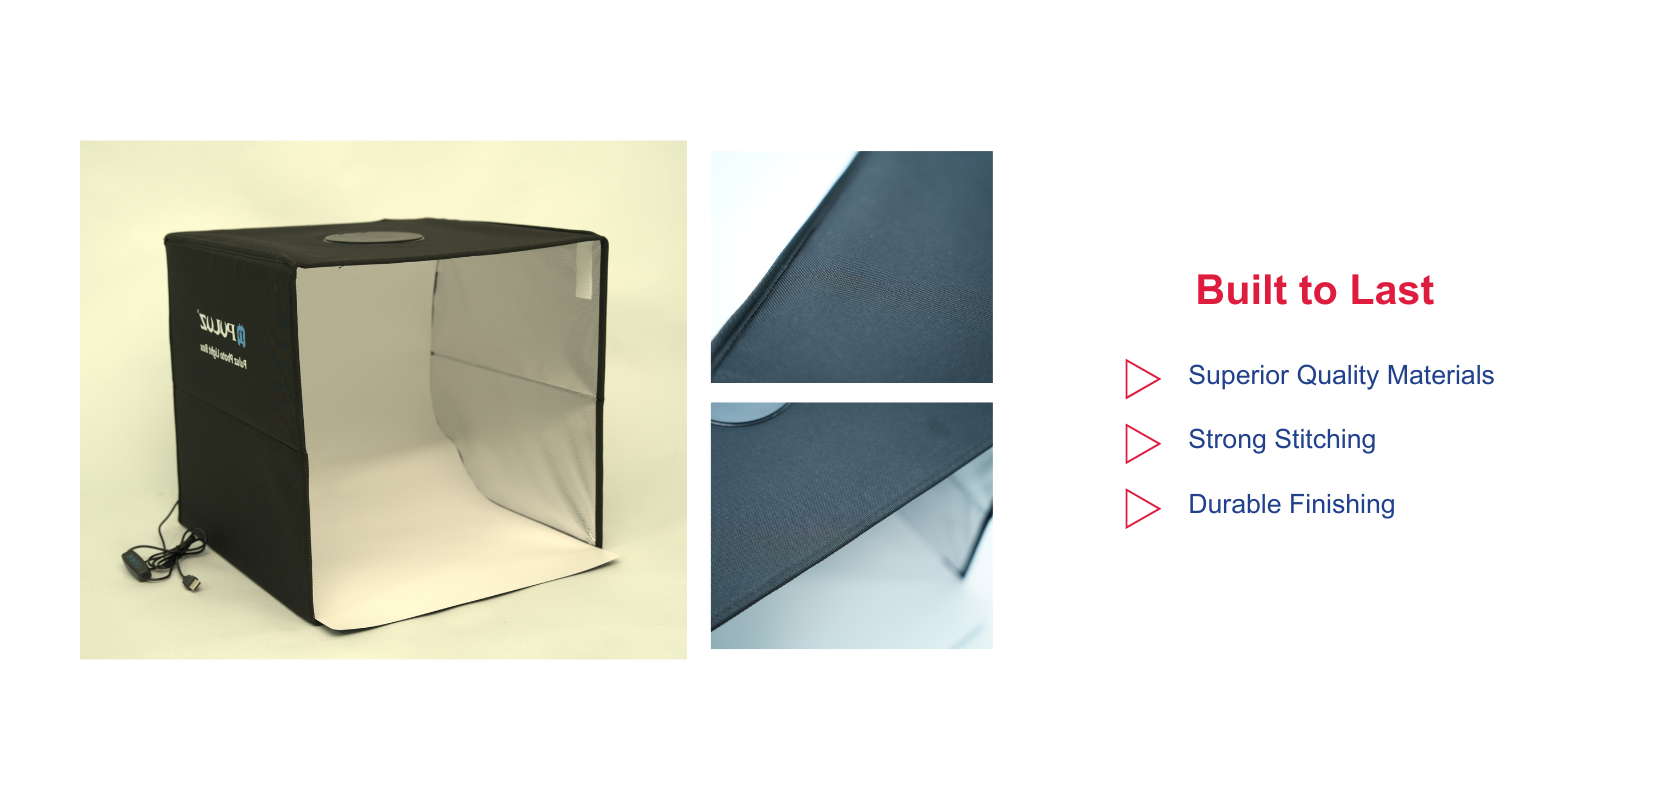 PULUZ
Puluz Photo Light Box
Built to Last
Superior Quality Materials
Strong Stitching
Durable Finishing